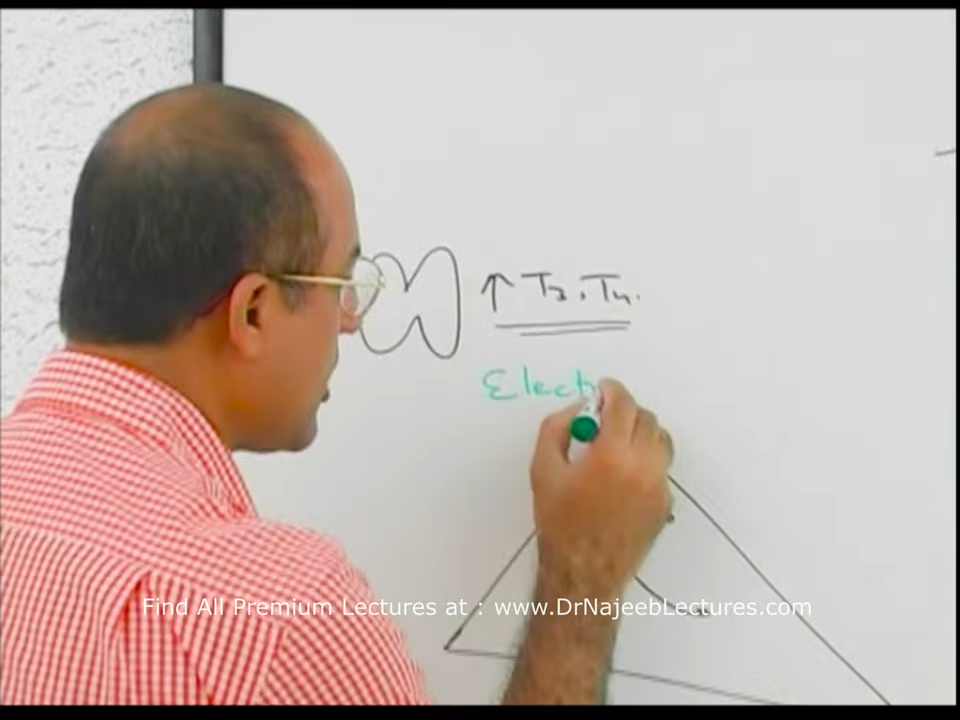 ↑ T3, T4.
Elect
Find All Premium Lectures at : www.DrNajeebLectures.com